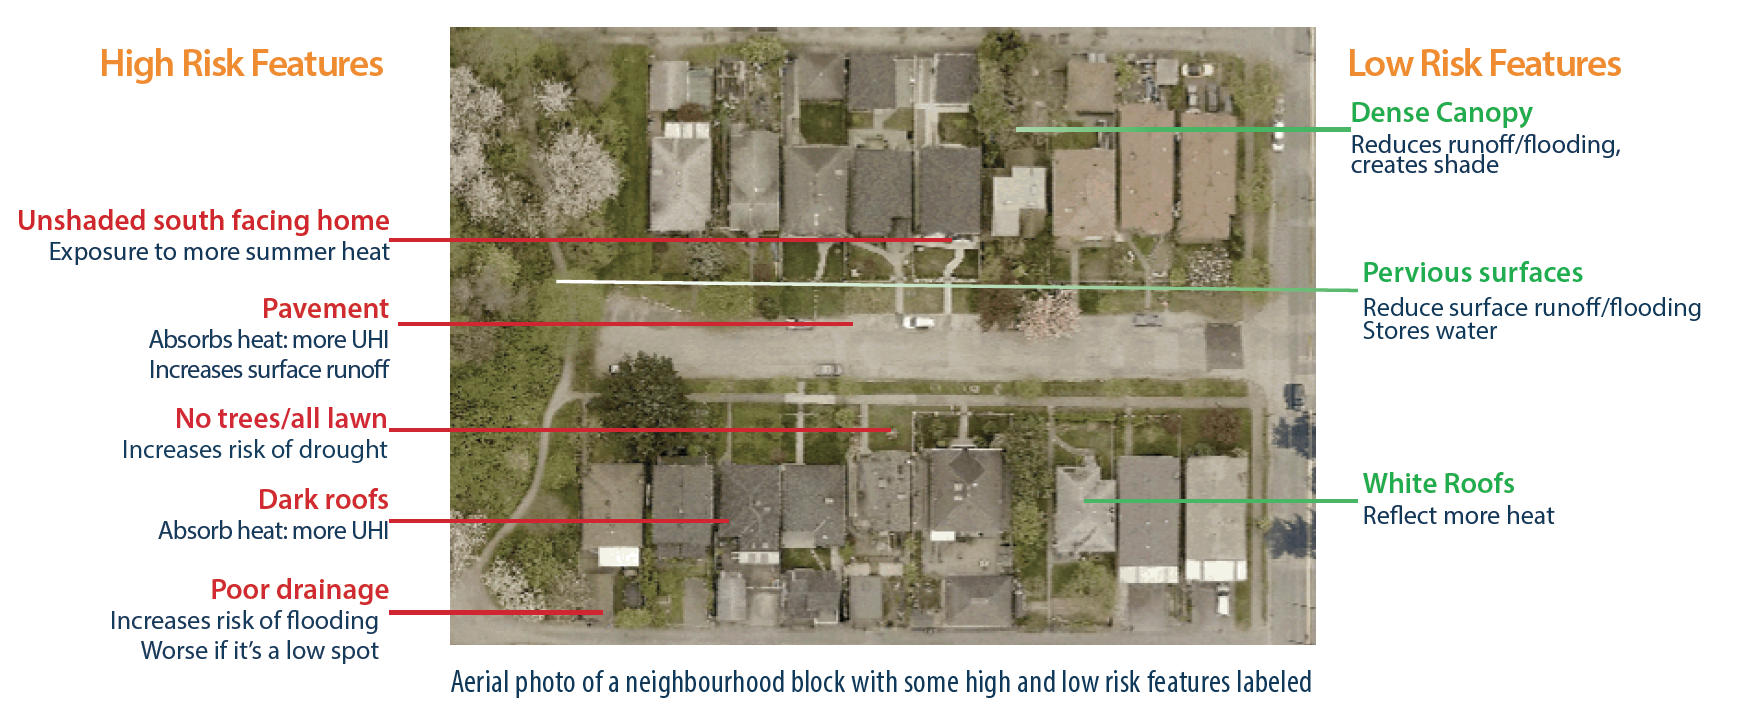 High Risk Features
Unshaded south facing home
Exposure to more summer heat
Pavement
Absorbs heat: more UHI
Increases surface runoff
No trees/all lawn
Increases risk of drought
Dark roofs
Absorb heat: more UHI
Poor drainage
Increases risk of flooding
Worse if it's a low spot
Low Risk Features
Dense Canopy
Reduces runoff/flooding,
creates shade
Pervious surfaces
Reduce surface runoff/flooding
Stores water
White Roofs
Reflect more heat
Aerial photo of a neighbourhood block with some high and low risk features labeled